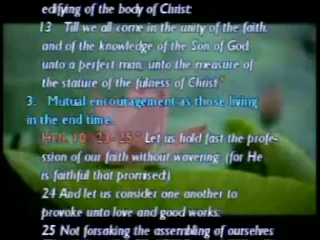 edifying of the body of Christ:
13 Till we all come in the unity of the faith,
and of the knowledge of the Son of God,
unto a perfect man, unto the measure of
the stature of the fulness of Christ"
3. Mutual encouragement as those living
in the end time.
Heb. 10:23-25 "Let us hold fast the profe-
ssion of our faith without wavering; (for He
is faithful that promised)
24 And let us consider one another to
provoke unto love and good works;
25 Not forsaking the assembling of ourselves